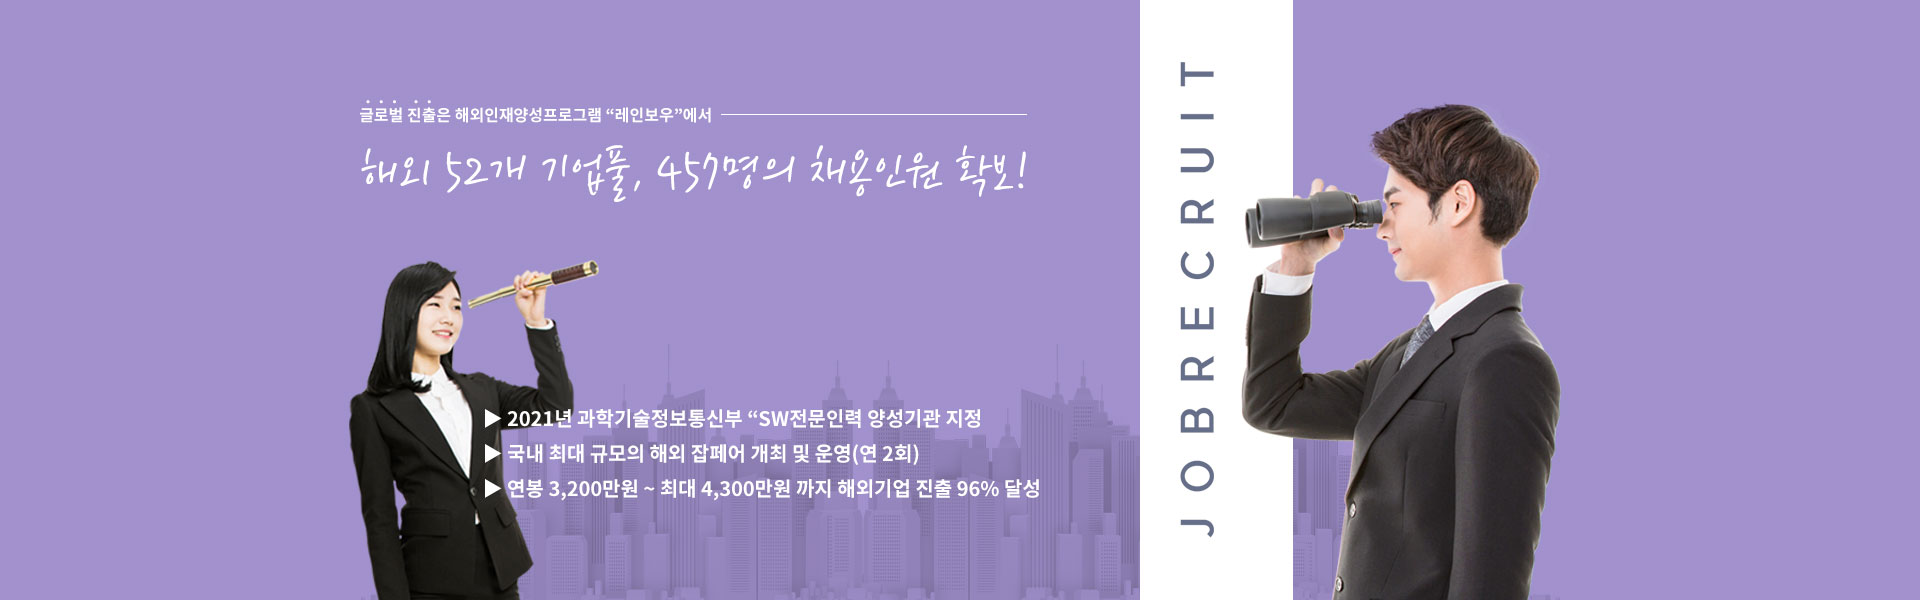 글로벌 진출은 해외인재양성프로그램 “레인보우”에서
해외 52개 기업풀, 457명의 채용인원 확보!
▶ 2021년 과학기술정보통신부 “SW전문인력 양성기관 지정
▶ 국내 최대 규모의 해외 잡페어 개최 및 운영(연 2회)
▶ 연봉 3,200만원 ~ 최대 4,300만원 까지 해외기업 진출 96% 달성
JOBRECRUIT